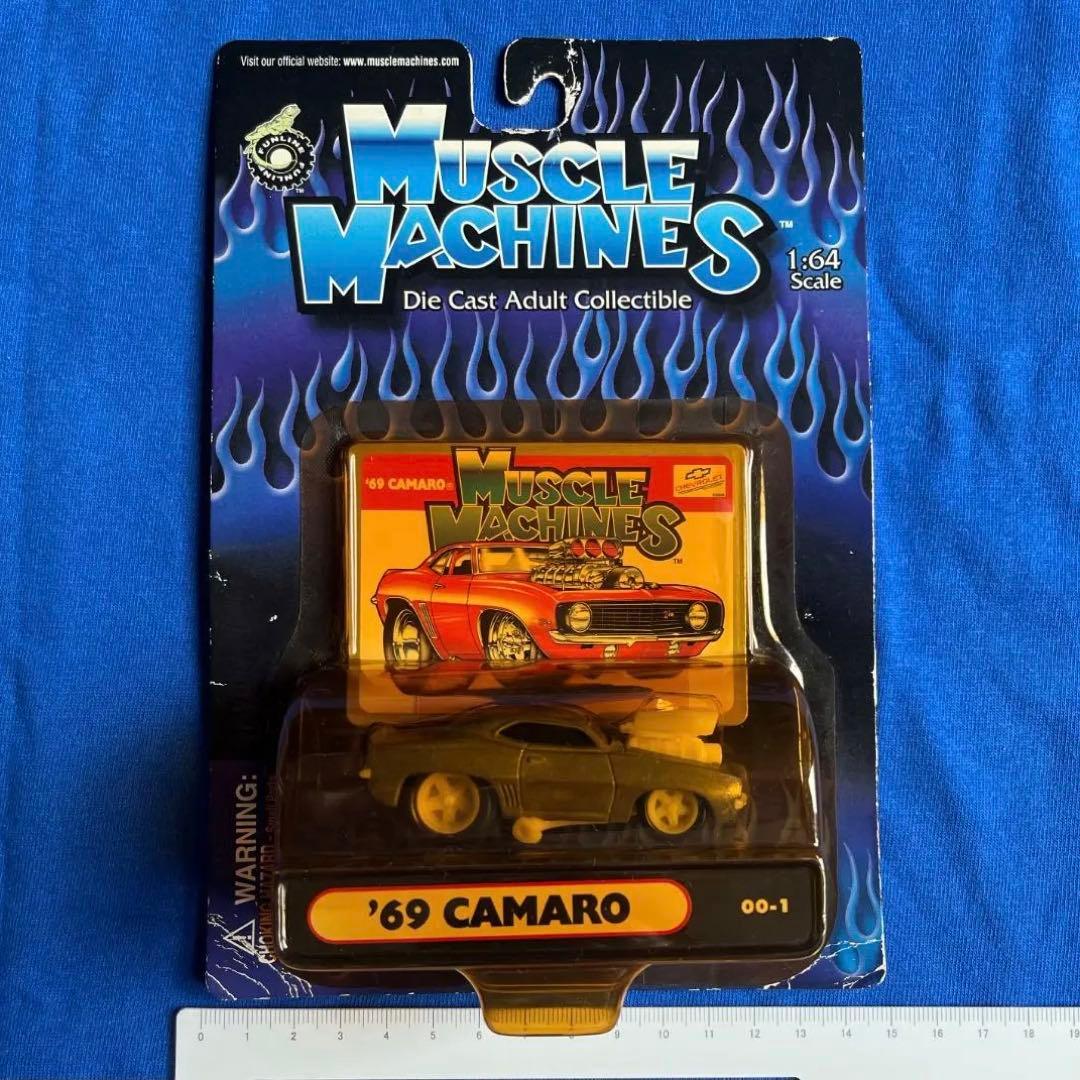 Visit our official website: www.musclemachines.com
FUNLINE FUNLINE
TM
MUSCLE
MACHINES
TM
1:64
Scale
Die Cast Adult Collectible
'69 CAMARO
CHEVROLET
MUSCLE
MACHINES
TM
WARNING:
CHOKING HAZARD -
'69 CAMARO
00-1
0 1 2 3 4 5 6 7 8 9 10 11 12 13 14 15 16 17 18 19